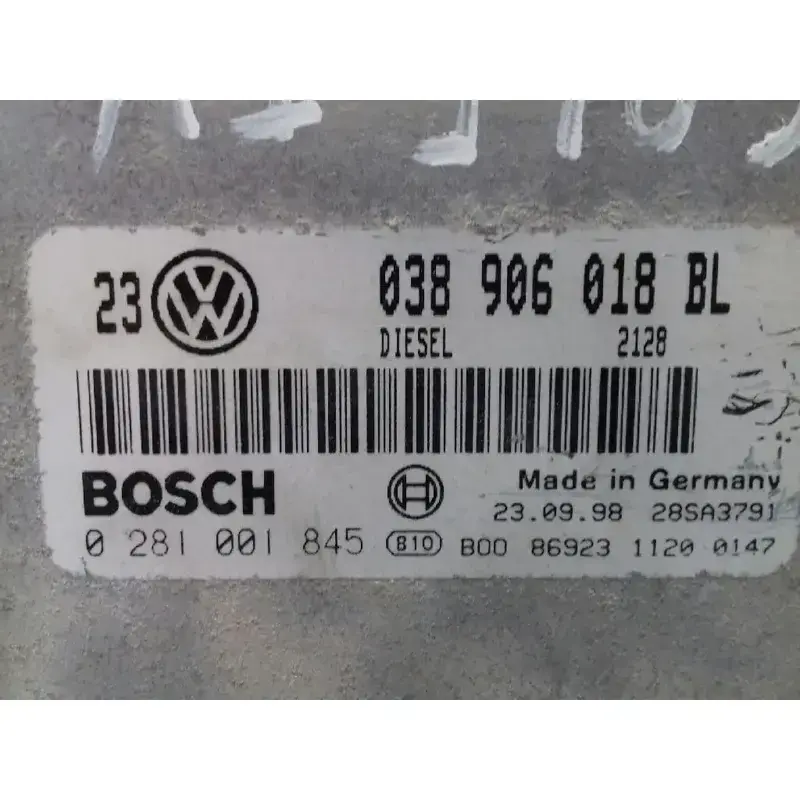 23 VW 038 906 018 BL
DIESEL 2128
BOSCH Made in Germany
23.09.98 28SA3791
0 281 001 845 B10 B00 86923 1120 0147